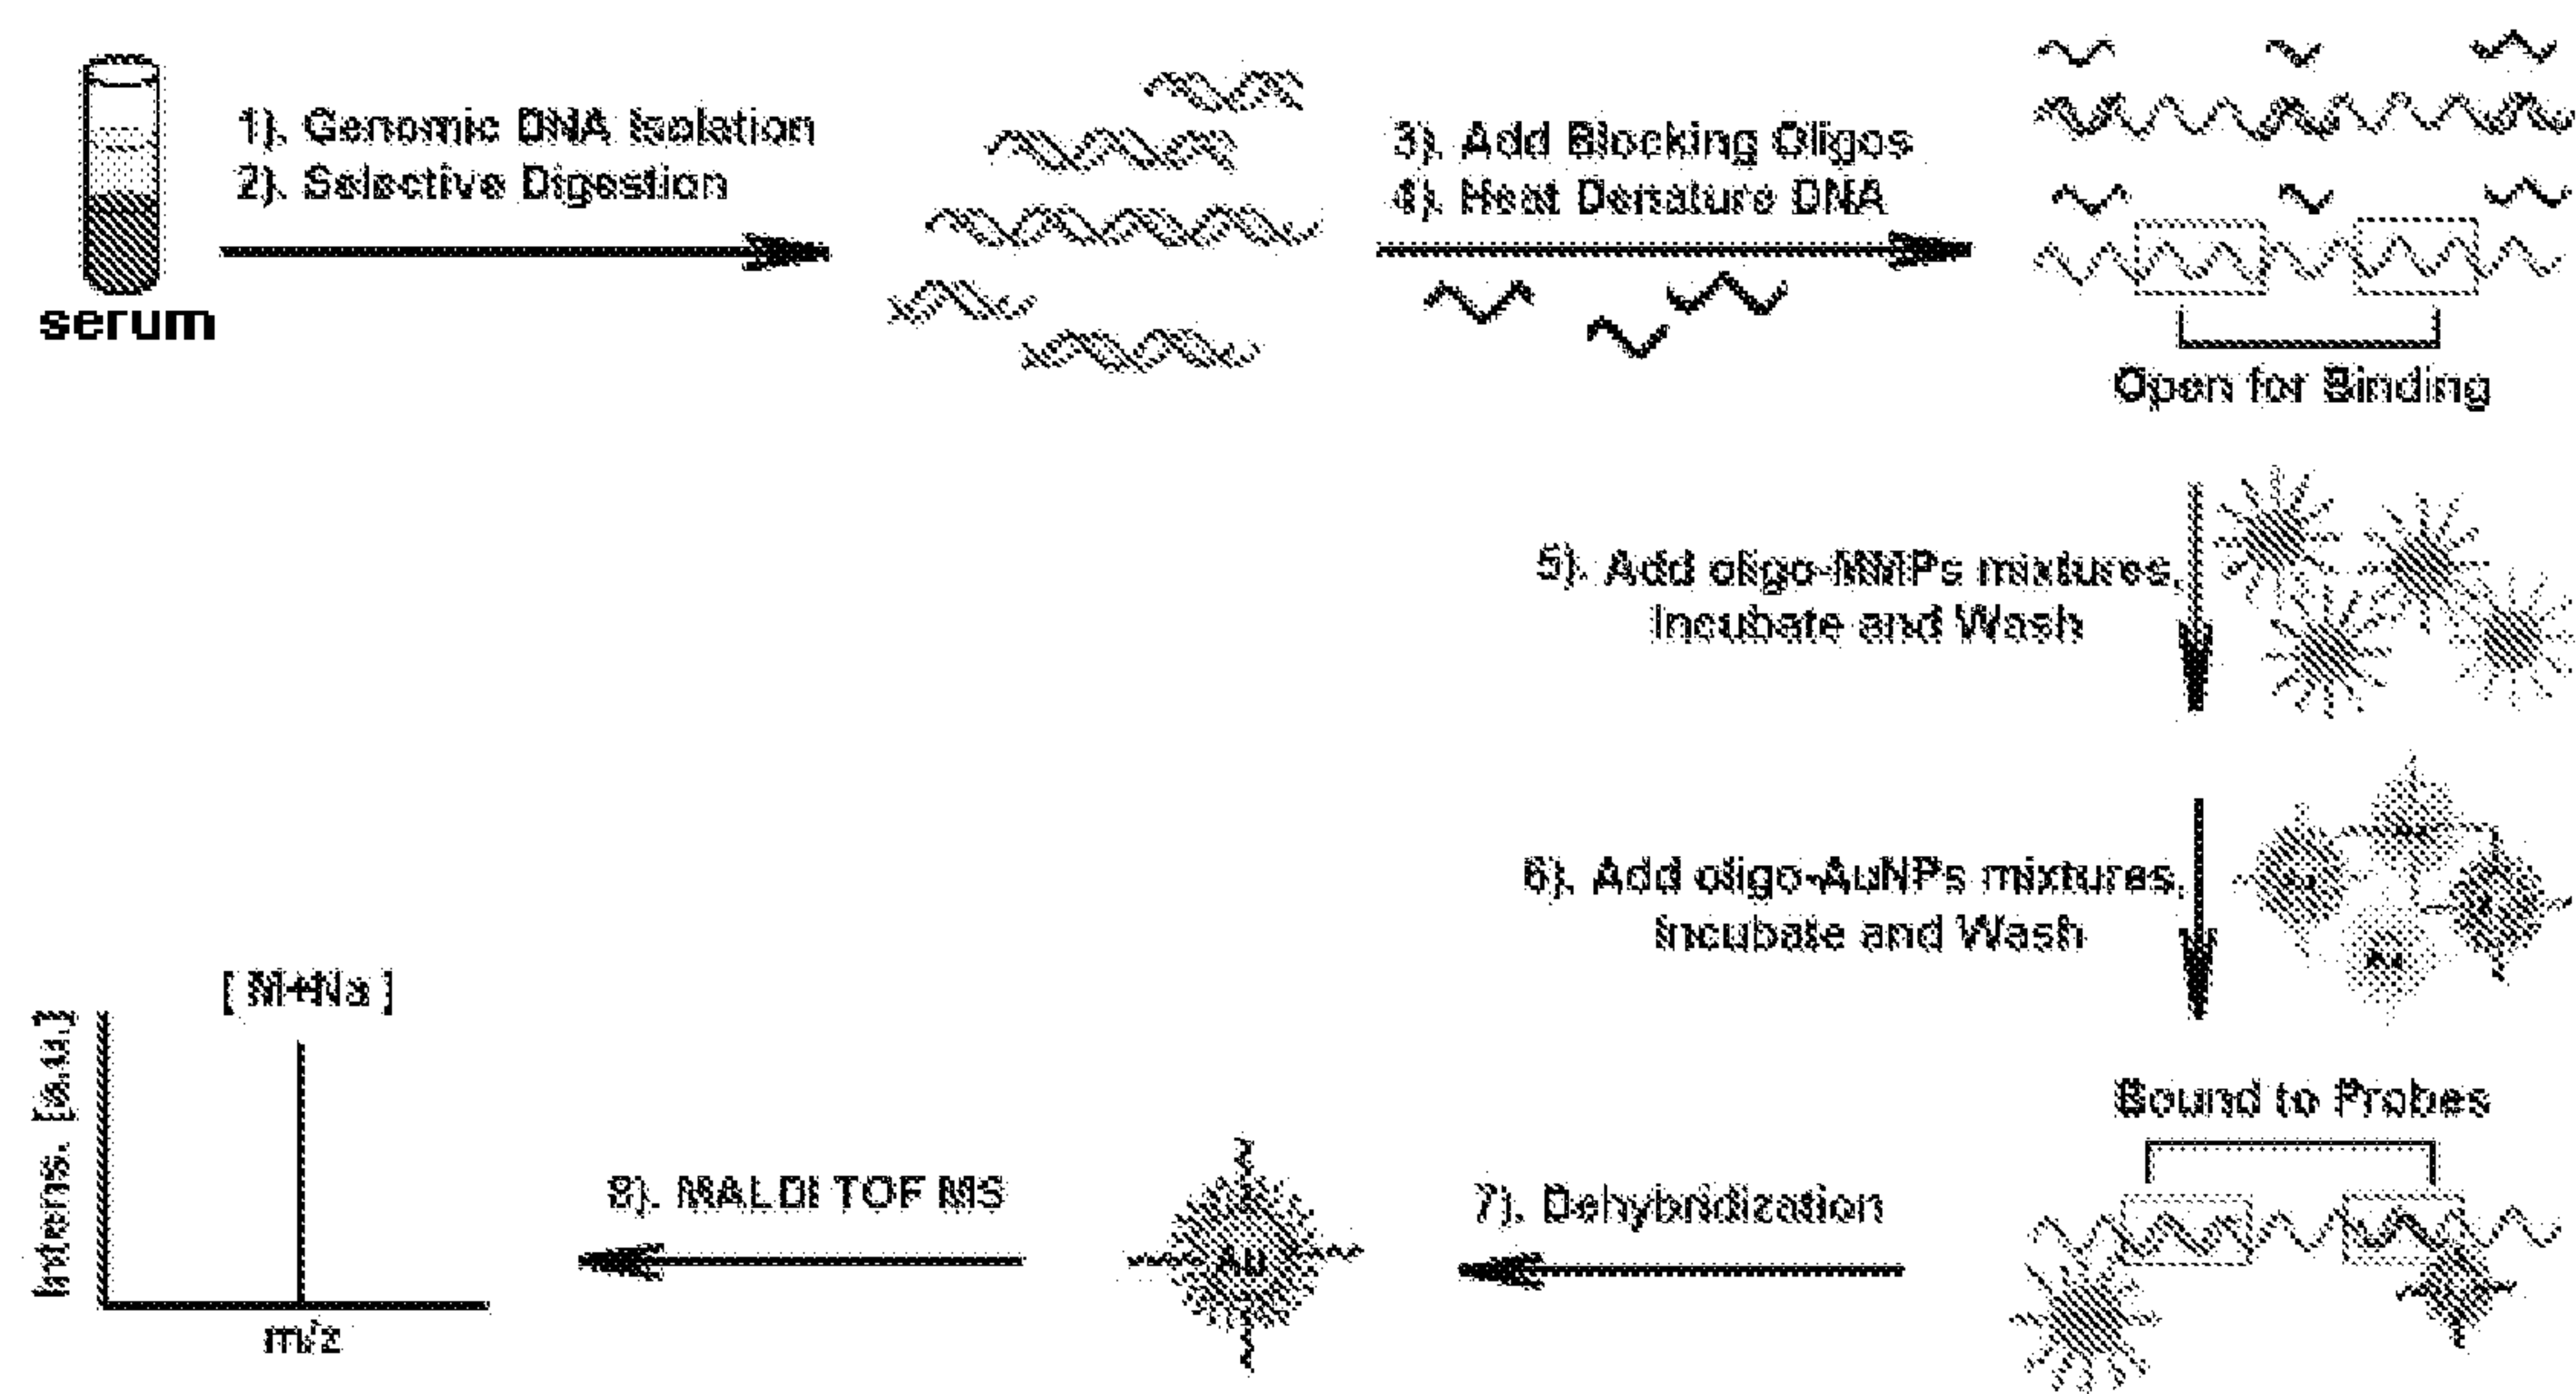 1). Genomic DNA Isolation
2). Selective Digestion
serum
3). Add Blocking Oligos
4). Heat Denature DNA
Open for Binding
5). Add oligo-MMPs mixtures,
Incubate and Wash
6). Add oligo-AuNPs mixtures,
Incubate and Wash
Bound to Probes
7). Dehybridization
Au
8). MALDI TOF MS
[ M+Na ]
Intens. [a.u.]
m/z